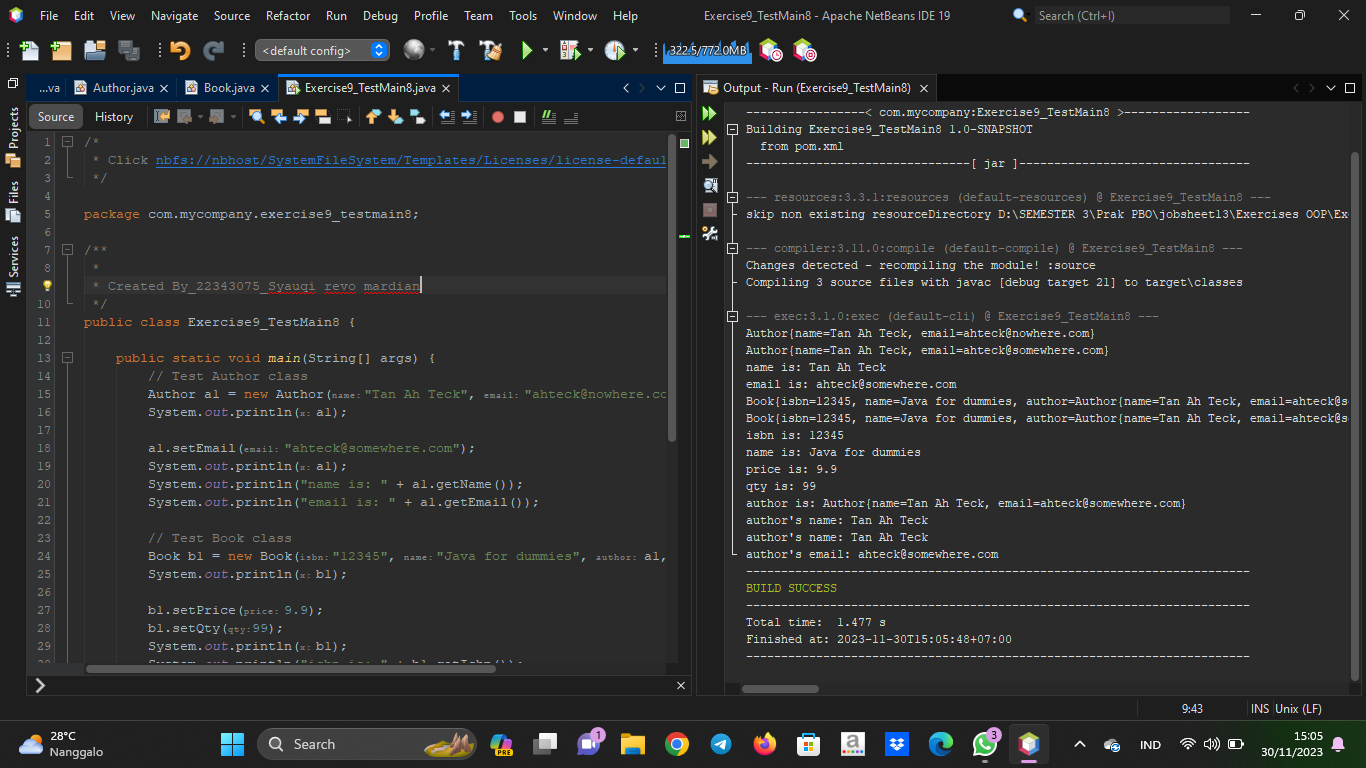 File Edit View Navigate Source Refactor Run Debug Profile Team Tools Window Help
Exercise9_TestMain8 - Apache NetBeans IDE 19
Search (Ctrl+I)
<default config>
322.5/772.0MB
...va
Author.java
Book.java
Exercise9_TestMain8.java
Source
History
Projects
Files
Services
1 /*
2 * Click nbfs://nbhost/SystemFileSystem/Templates/Licenses/license-defaul
3 */
4
5 package com.mycompany.exercise9_testmain8;
6
7 /**
8 *
* Created By_22343075_Syauqi revo mardian
10 */
11 public class Exercise9_TestMain8 {
12
13 public static void main(String[] args) {
14 // Test Author class
15 Author a1 = new Author(name: "Tan Ah Teck", email: "ahteck@nowhere.co
16 System.out.println(x: a1);
17
18 a1.setEmail(email: "ahteck@somewhere.com");
19 System.out.println(x: a1);
20 System.out.println("name is: " + a1.getName());
21 System.out.println("email is: " + a1.getEmail());
22
23 // Test Book class
24 Book b1 = new Book(isbn: "12345", name: "Java for dummies", author: a1,
25 System.out.println(x: b1);
26
27 b1.setPrice(price: 9.9);
28 b1.setQty(qty: 99);
29 System.out.println(x: b1);
30 System.out.println("isbn is: " + b1.getIsbn());
Output - Run (Exercise9_TestMain8)
-----------------< com.mycompany:Exercise9_TestMain8 >------------------
Building Exercise9_TestMain8 1.0-SNAPSHOT
from pom.xml
--------------------------------[ jar ]---------------------------------
--- resources:3.3.1:resources (default-resources) @ Exercise9_TestMain8 ---
skip non existing resourceDirectory D:\SEMESTER 3\Prak PBO\jobsheet13\Exercises OOP\Ex
--- compiler:3.11.0:compile (default-compile) @ Exercise9_TestMain8 ---
Changes detected - recompiling the module! :source
Compiling 3 source files with javac [debug target 21] to target\classes
--- exec:3.1.0:exec (default-cli) @ Exercise9_TestMain8 ---
Author{name=Tan Ah Teck, email=ahteck@nowhere.com}
Author{name=Tan Ah Teck, email=ahteck@somewhere.com}
name is: Tan Ah Teck
email is: ahteck@somewhere.com
Book{isbn=12345, name=Java for dummies, author=Author{name=Tan Ah Teck, email=ahteck@s
Book{isbn=12345, name=Java for dummies, author=Author{name=Tan Ah Teck, email=ahteck@s
isbn is: 12345
name is: Java for dummies
price is: 9.9
qty is: 99
author is: Author{name=Tan Ah Teck, email=ahteck@somewhere.com}
author's name: Tan Ah Teck
author's name: Tan Ah Teck
author's email: ahteck@somewhere.com
------------------------------------------------------------------------
BUILD SUCCESS
------------------------------------------------------------------------
Total time:  1.477 s
Finished at: 2023-11-30T15:05:48+07:00
------------------------------------------------------------------------
9:43
INS
Unix (LF)
28°C
Nanggalo
Search
PRE
1
3
IND
15:05
30/11/2023